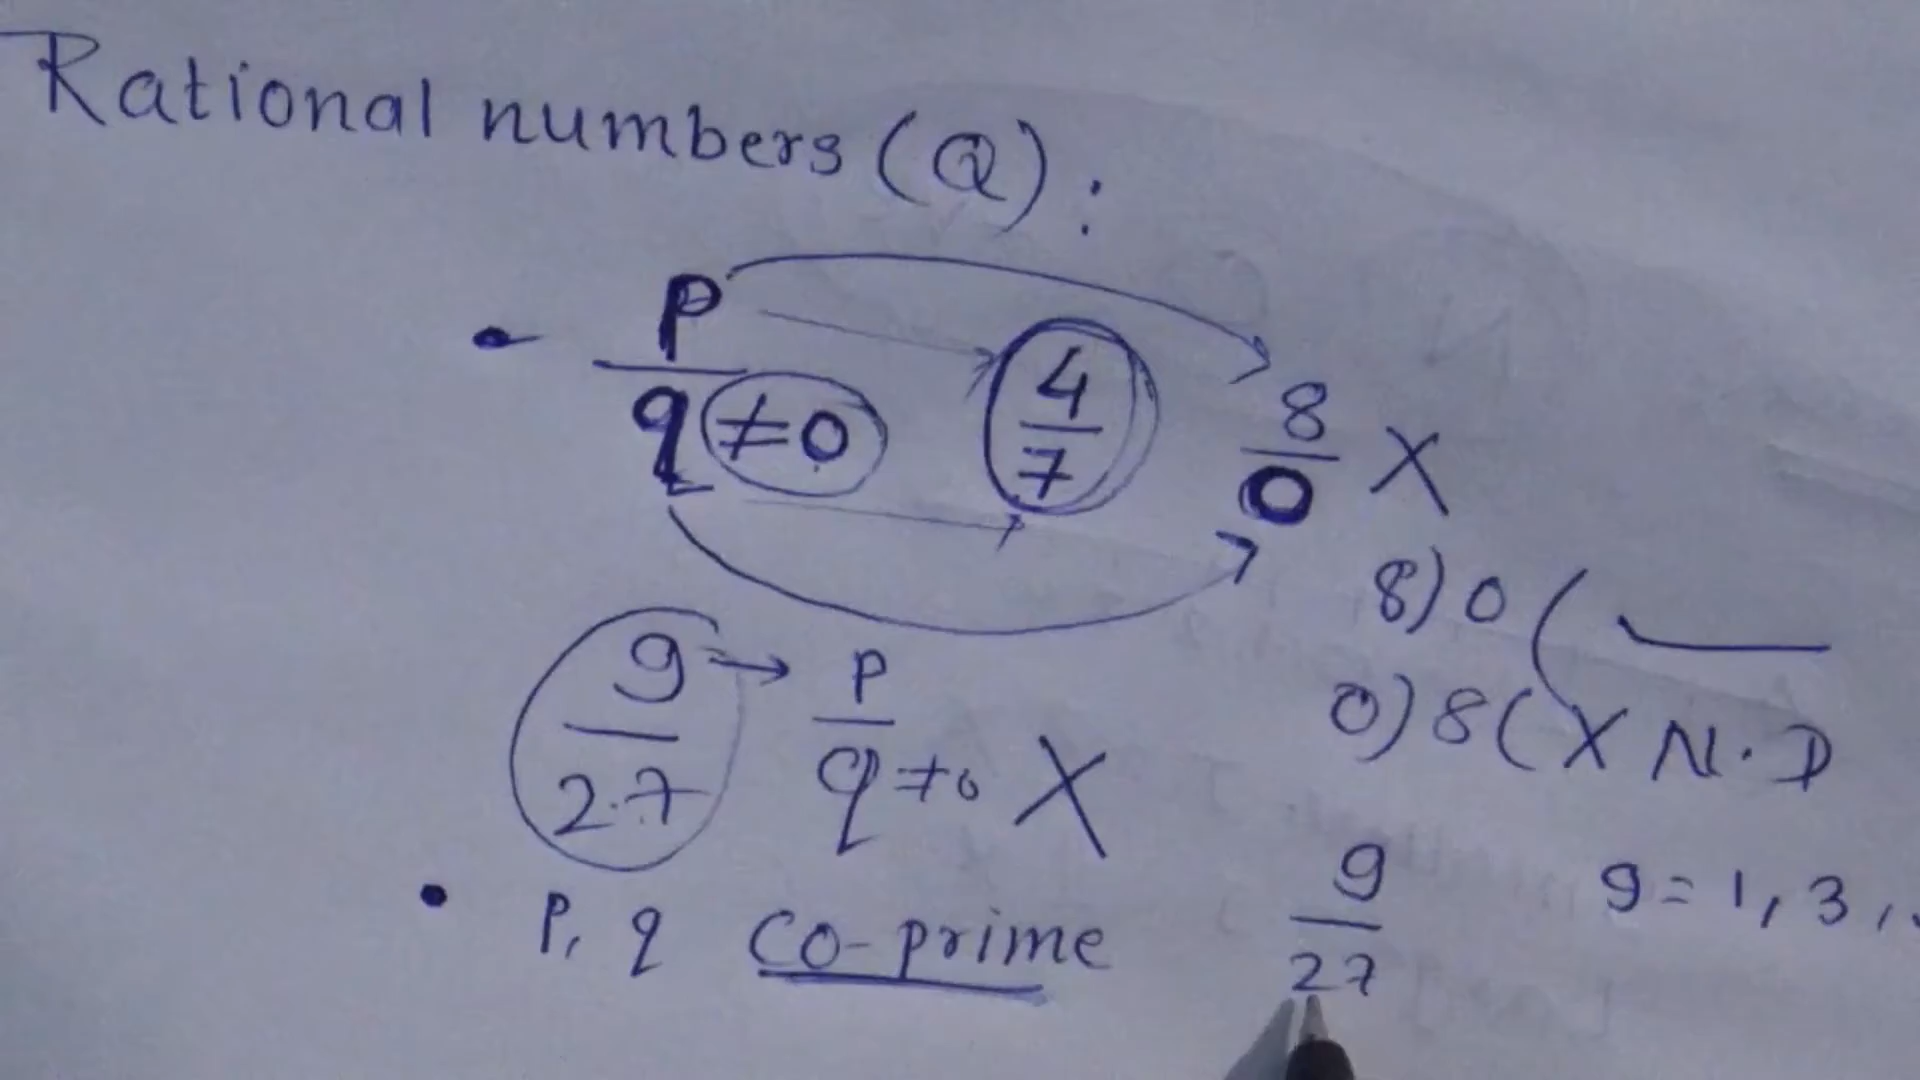 Rational numbers (Q):
• p/q ≠0 → 4/7 8/0 X
8)0(
0)8(X N.D
9/27 → p/q ≠0 X
• P, q Co-prime
9/27 9=1,3,